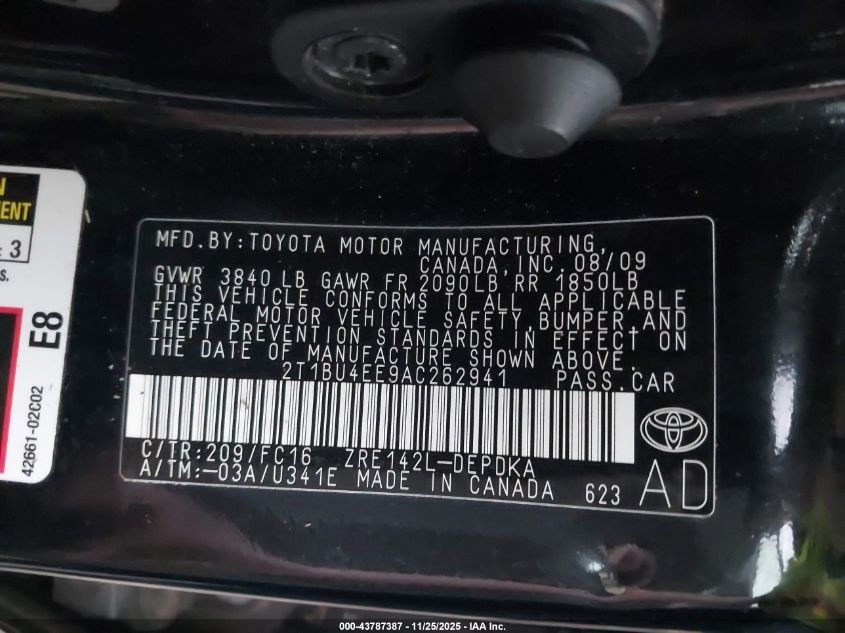 N
MENT
: 3
s.
E8
42661-02C02
MFD.BY:TOYOTA MOTOR MANUFACTURING,
CANADA,INC. 08/09
GVWR 3840 LB GAWR FR 2090LB RR 1850LB
THIS VEHICLE CONFORMS TO ALL APPLICABLE
FEDERAL MOTOR VEHICLE SAFETY,BUMPER,AND
THEFT PREVENTION STANDARDS IN EFFECT ON
THE DATE OF MANUFACTURE SHOWN ABOVE.
2T1BU4EE9AC262941 PASS.CAR
C/TR:209/FC16 ZRE142L-DEPDKA
A/TM:-03A/U341E MADE IN CANADA 623
AD
000-43787387 - 11/25/2025 - IAA Inc.